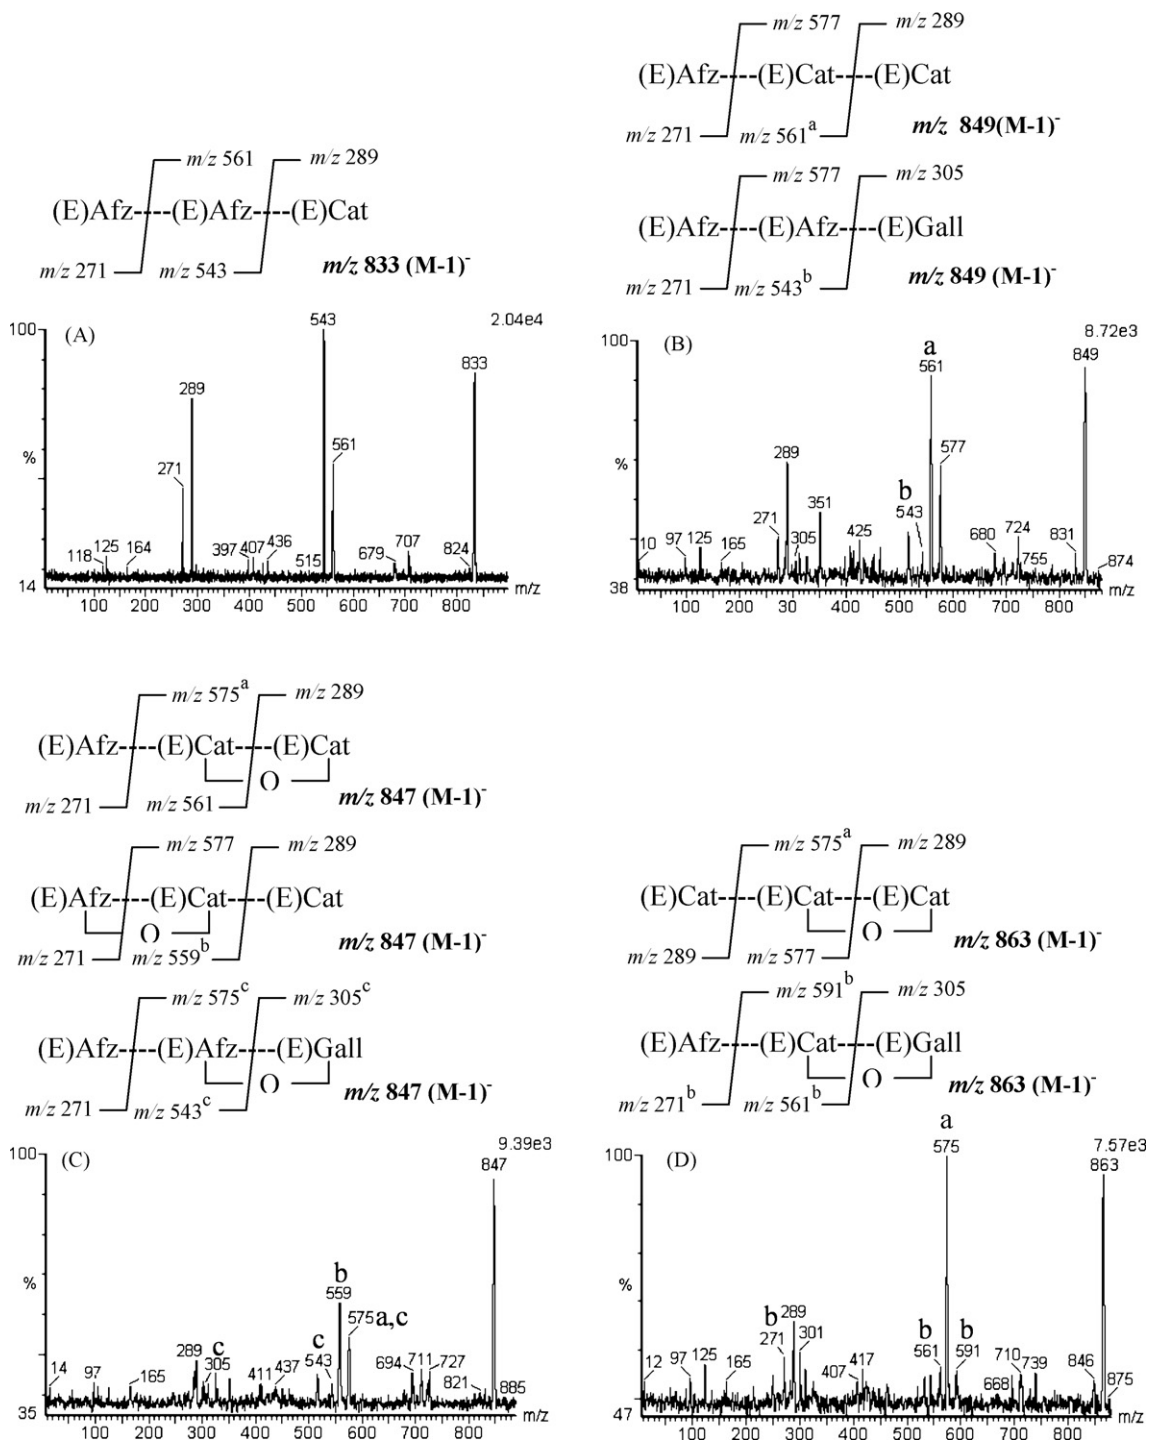 m/z 561 m/z 289
(E)Afz----(E)Afz----(E)Cat
m/z 271 m/z 543
m/z 833 (M-1)-
m/z 577 m/z 289
(E)Afz----(E)Cat----(E)Cat
m/z 271 m/z 561a
m/z 849(M-1)-
m/z 577 m/z 305
(E)Afz----(E)Afz----(E)Gall
m/z 271 m/z 543b
m/z 849 (M-1)-
(A)
2.04e4
100
%
14
118 125 164 271 289 397 407 436 515 543 561 679 707 824 833
100 200 300 400 500 600 700 800 m/z
(B)
8.72e3
100
%
38
a
b
10 97 125 165 271 289 305 351 425 543 561 577 680 724 755 831 849 874
100 200 300 400 500 600 700 800 m/z
m/z 575a m/z 289
(E)Afz----(E)Cat----(E)Cat
O
m/z 271 m/z 561
m/z 847 (M-1)-
m/z 577 m/z 289
(E)Afz----(E)Cat----(E)Cat
O
m/z 271 m/z 559b
m/z 847 (M-1)-
m/z 575c m/z 305c
(E)Afz----(E)Afz----(E)Gall
O
m/z 271 m/z 543c
m/z 847 (M-1)-
m/z 575a m/z 289
(E)Cat----(E)Cat----(E)Cat
O
m/z 289 m/z 577
m/z 863 (M-1)-
m/z 591b m/z 305
(E)Afz----(E)Cat----(E)Gall
O
m/z 271b m/z 561b
m/z 863 (M-1)-
(C)
9.39e3
100
%
35
b
a,c
c
c
14 97 165 289 305 411 437 543 559 575 694 711 727 821 847 885
100 200 300 400 500 600 700 800 m/z
(D)
7.57e3
100
%
47
a
b
b
b
12 97 125 165 271 289 301 407 417 561 575 591 668 710 739 846 863 875
100 200 300 400 500 600 700 800 m/z